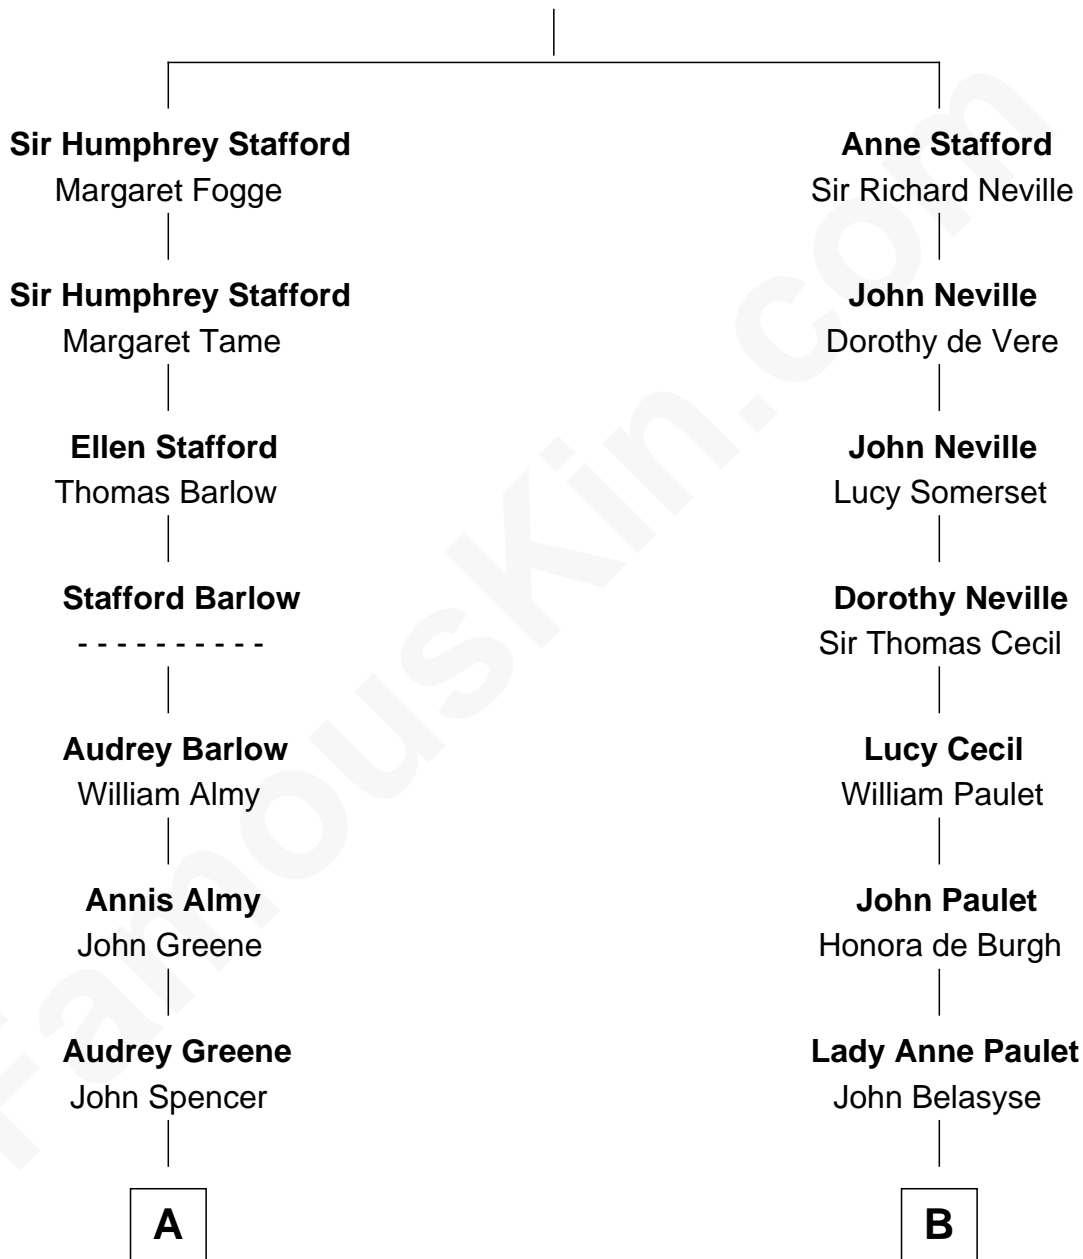 Sir Humphrey Stafford
Margaret Fogge
Anne Stafford
Sir Richard Neville
Sir Humphrey Stafford
Margaret Tame
John Neville
Dorothy de Vere
Ellen Stafford
Thomas Barlow
John Neville
Lucy Somerset
Stafford Barlow
- - - - - - - - - -
Dorothy Neville
Sir Thomas Cecil
Audrey Barlow
William Almy
Lucy Cecil
William Paulet
Annis Almy
John Greene
John Paulet
Honora de Burgh
Audrey Greene
John Spencer
Lady Anne Paulet
John Belasyse
A
B
FamousKin.com